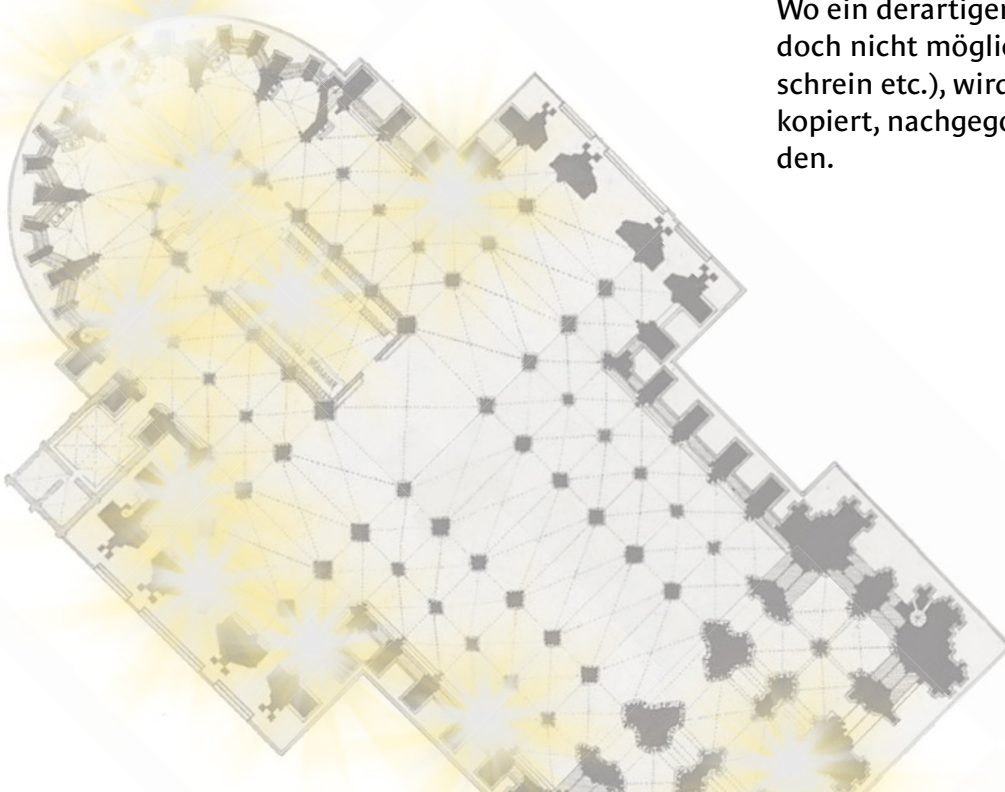 Wo ein derartiger
doch nicht möglic
schrein etc.), wird
kopiert, nachgego
den.